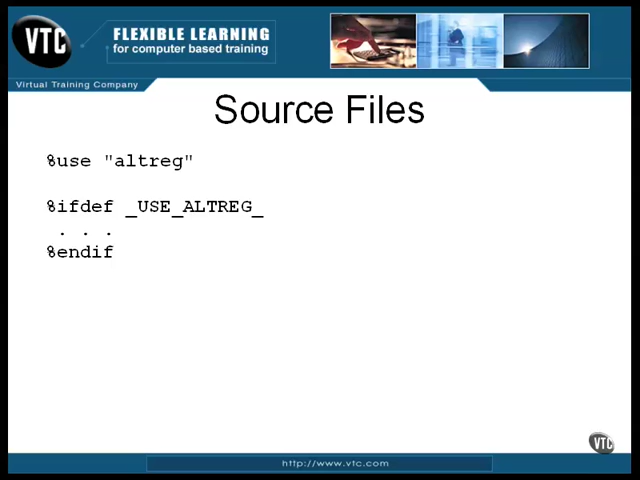 VTC
FLEXIBLE LEARNING
for computer based training
Virtual Training Company
Source Files
%use "altreg"
%ifdef _USE_ALTREG_
. . .
%endif
VTC
http://www.vtc.com